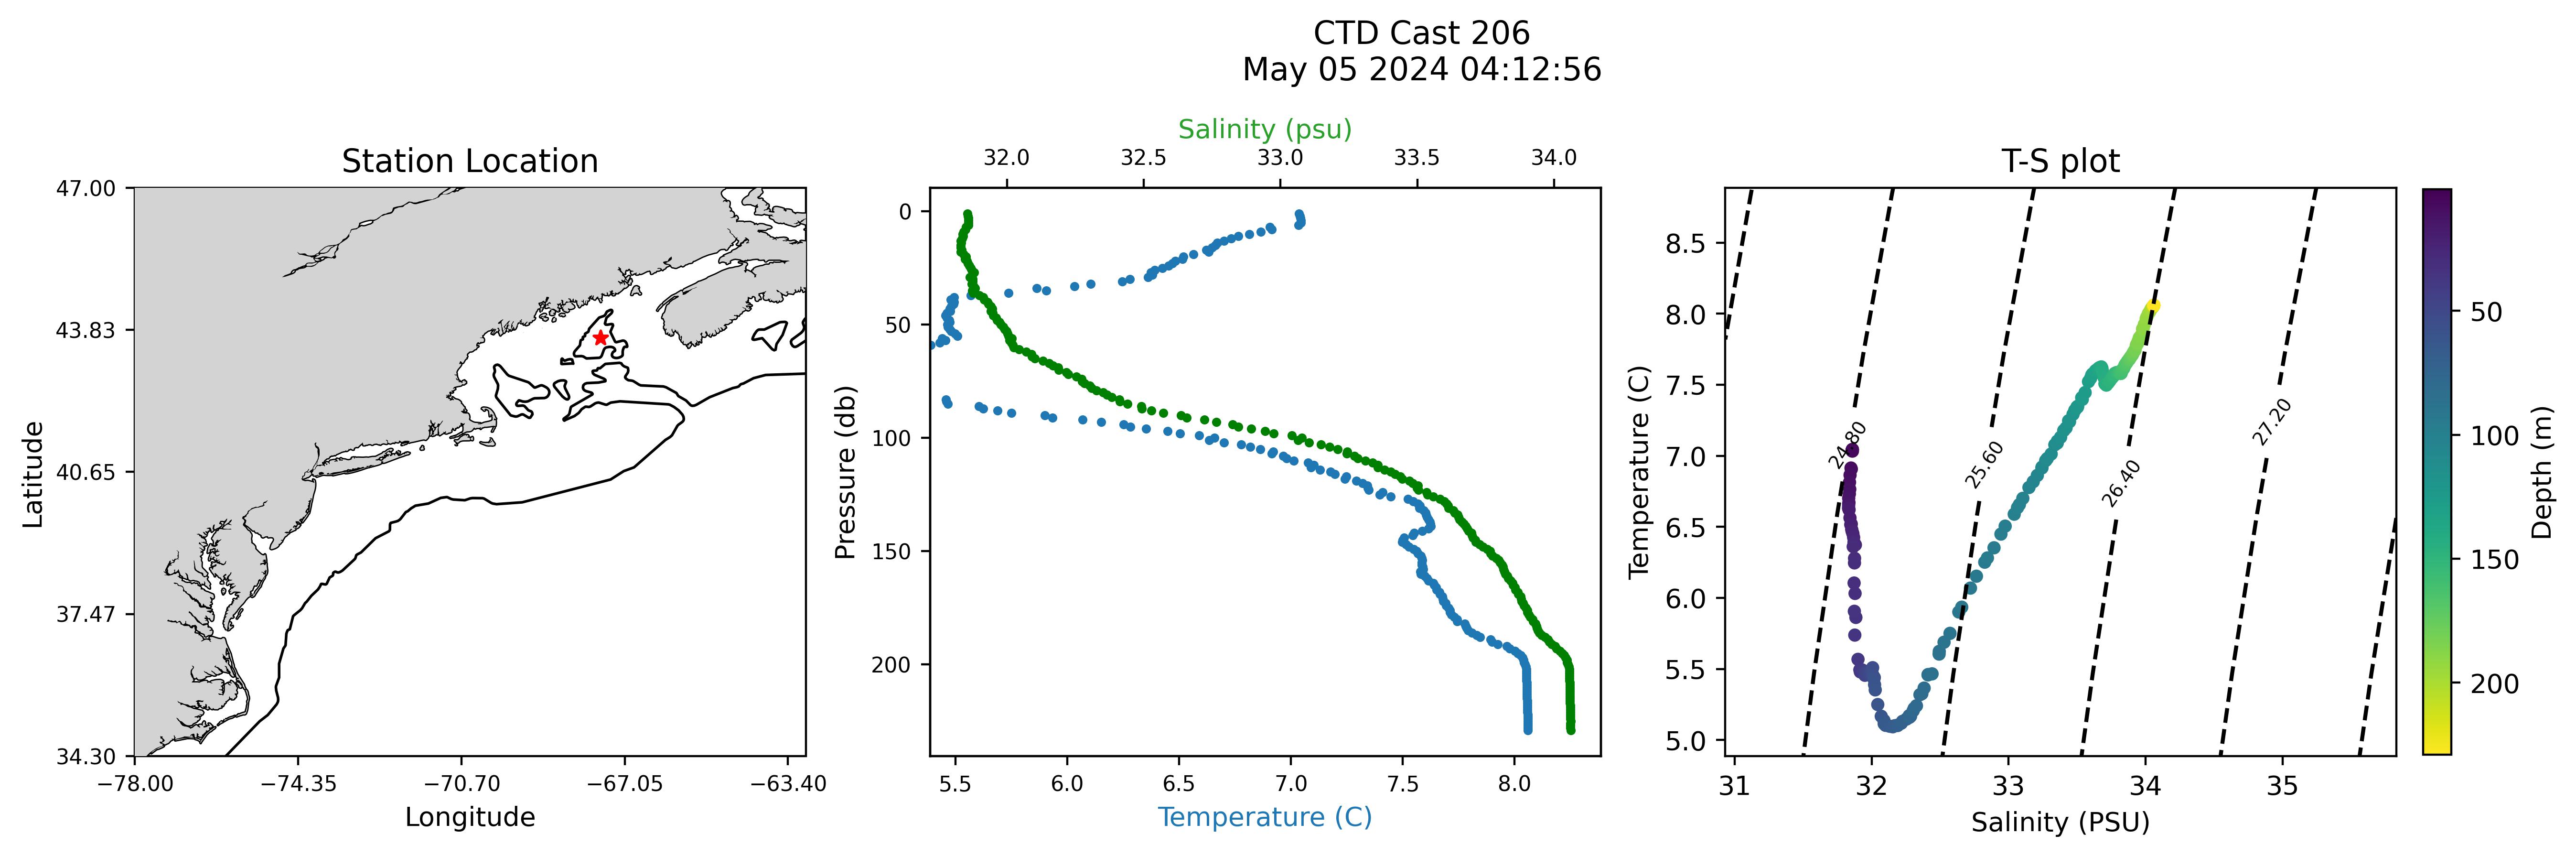 CTD Cast 206
May 05 2024 04:12:56
Station Location
47.00
43.83
40.65
37.47
34.30
Latitude
−78.00 −74.35 −70.70 −67.05 −63.40
Longitude
Salinity (psu)
32.0 32.5 33.0 33.5 34.0
0
50
100
150
200
Pressure (db)
5.5 6.0 6.5 7.0 7.5 8.0
Temperature (C)
T-S plot
8.5
8.0
7.5
7.0
6.5
6.0
5.5
5.0
Temperature (C)
24.80
25.60
26.40
27.20
31 32 33 34 35
Salinity (PSU)
50
100
150
200
Depth (m)